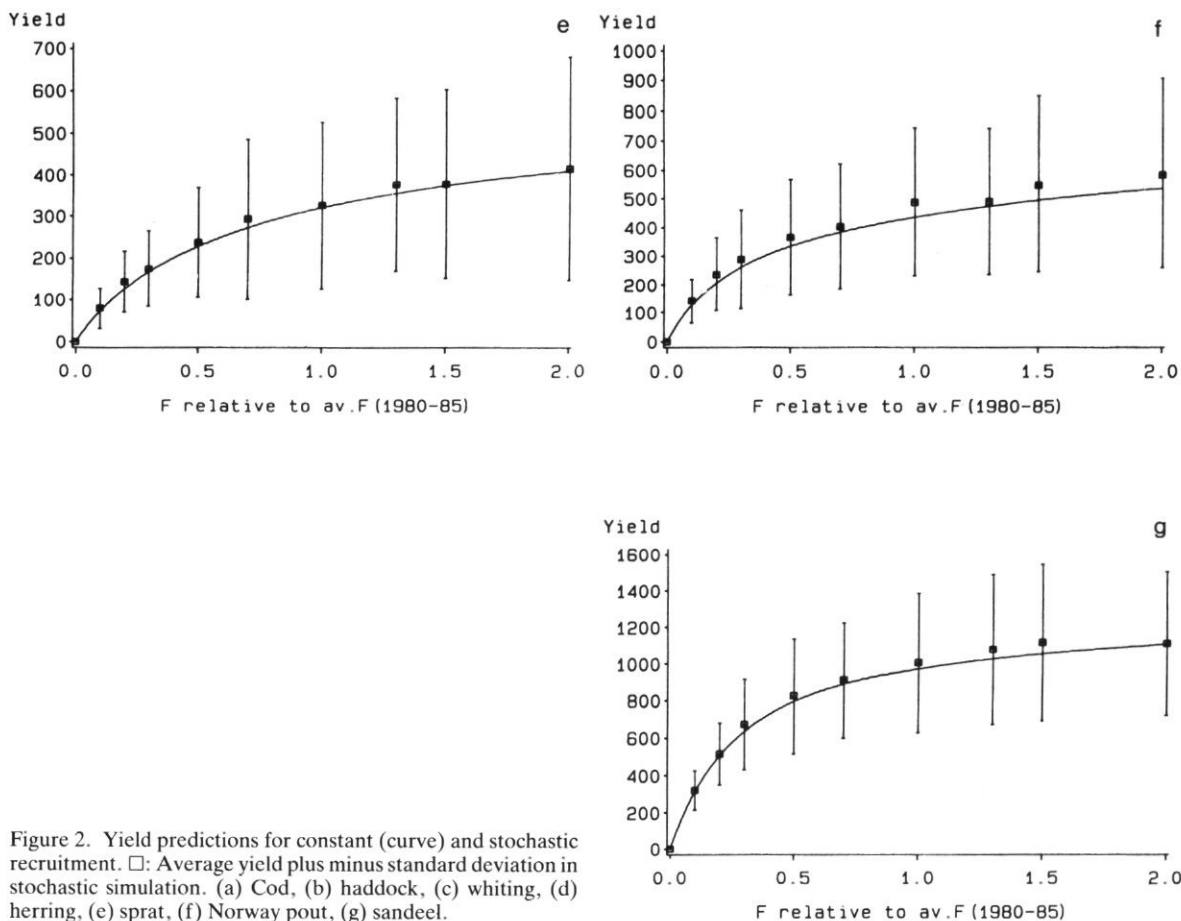 Yield
e
700
600
500
400
300
200
100
0
0.0 0.5 1.0 1.5 2.0
F relative to av.F(1980-85)
Yield
f
1000
900
800
700
600
500
400
300
200
100
0
0.0 0.5 1.0 1.5 2.0
F relative to av.F(1980-85)
Yield
g
1600
1400
1200
1000
800
600
400
200
0
0.0 0.5 1.0 1.5 2.0
F relative to av.F(1980-85)
Figure 2. Yield predictions for constant (curve) and stochastic
recruitment. □: Average yield plus minus standard deviation in
stochastic simulation. (a) Cod, (b) haddock, (c) whiting, (d)
herring, (e) sprat, (f) Norway pout, (g) sandeel.